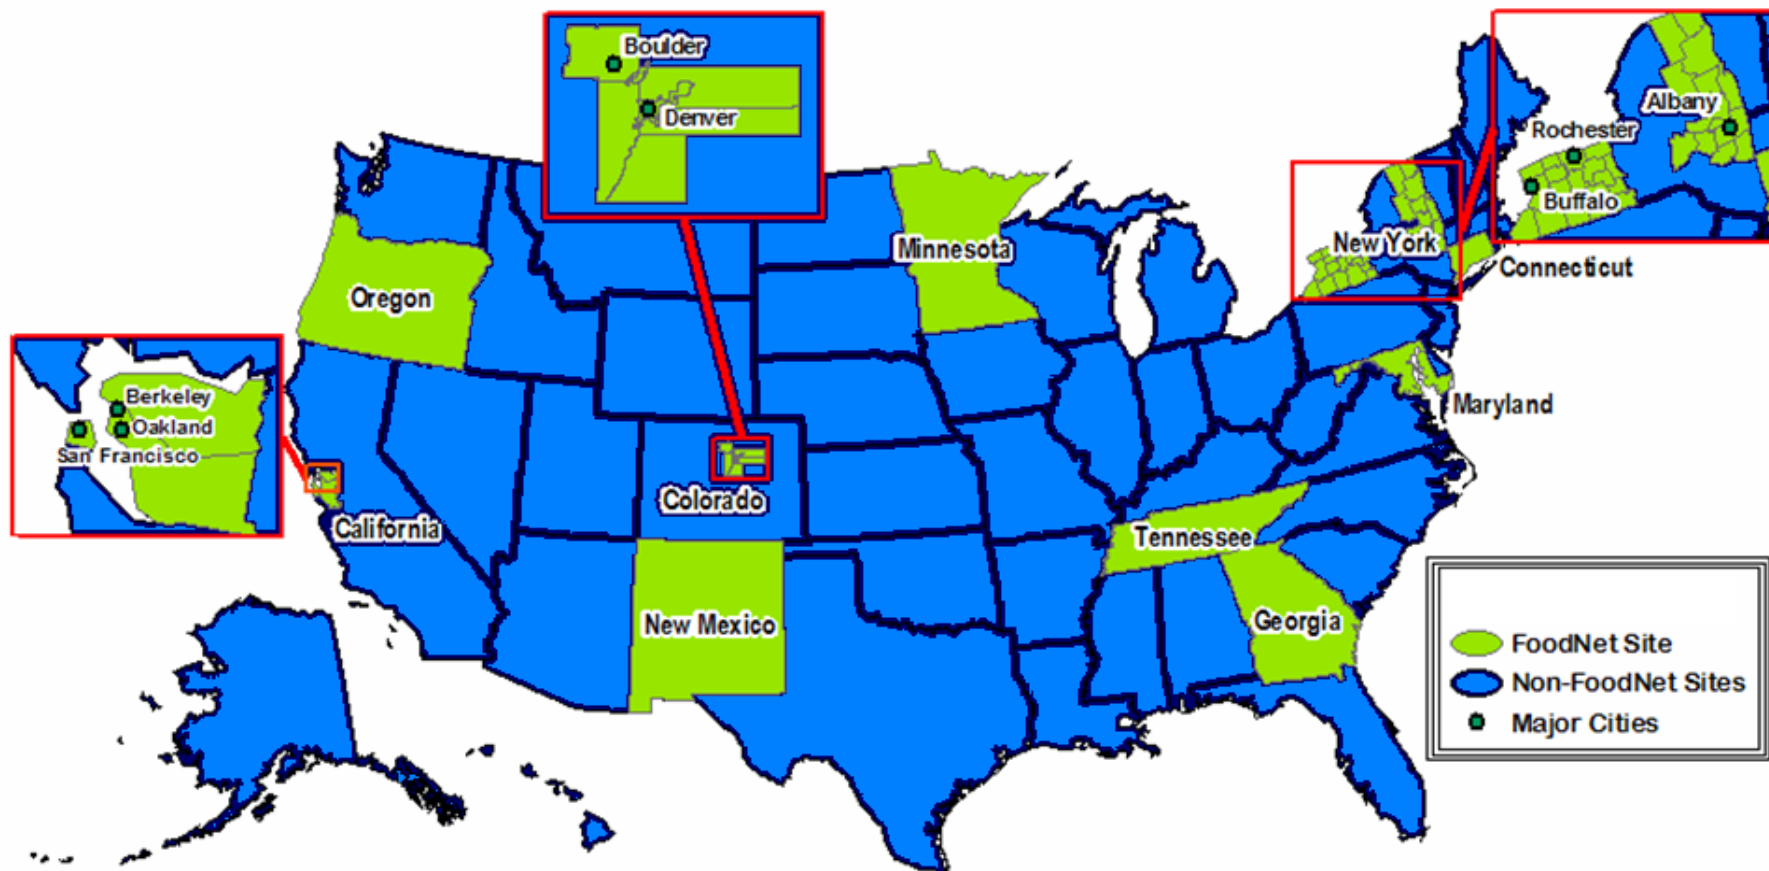 Boulder
Denver
Albany
Rochester
Buffalo
Minnesota
New York
Connecticut
Oregon
Berkeley
Oakland
San Francisco
Maryland
Colorado
California
Tennessee
New Mexico
Georgia
FoodNet Site
Non-FoodNet Sites
Major Cities